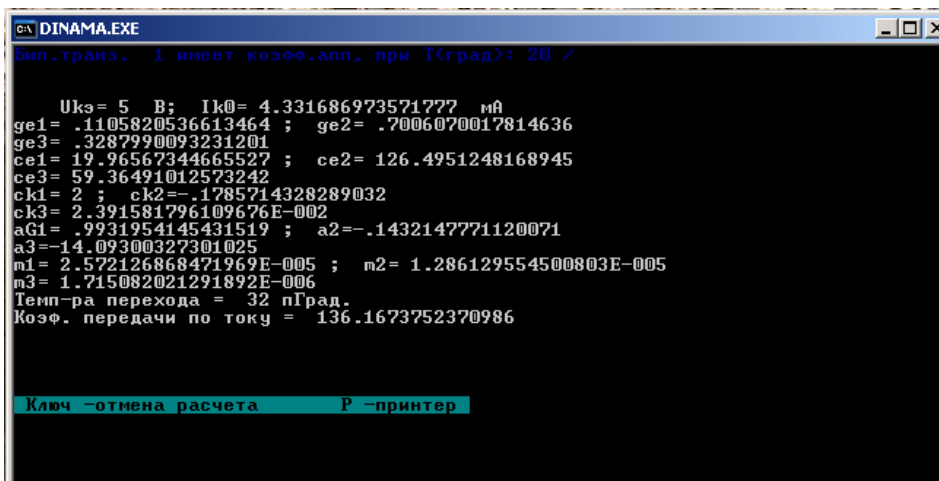 C:\ DINAMA.EXE
Бип.транз. 1 имеет коэфф.апп. при Т(град): 20 /
Uкэ= 5 В; Iк0= 4.331686973571777 мА
ge1= .1105820536613464 ; ge2= .7006070017814636
ge3= .3287990093231201
ce1= 19.96567344665527 ; ce2= 126.4951248168945
ce3= 59.36491012573242
ck1= 2 ; ck2=-.1785714328289032
ck3= 2.391581796109676E-002
aG1= .9931954145431519 ; a2=-.1432147771120071
a3=-14.09300327301025
m1= 2.572126868471969E-005 ; m2= 1.286129554500803E-005
m3= 1.715082021291892E-006
Темп-ра перехода = 32 пГрад.
Коэф. передачи по току = 136.1673752370986
Ключ -отмена расчета Р -принтер